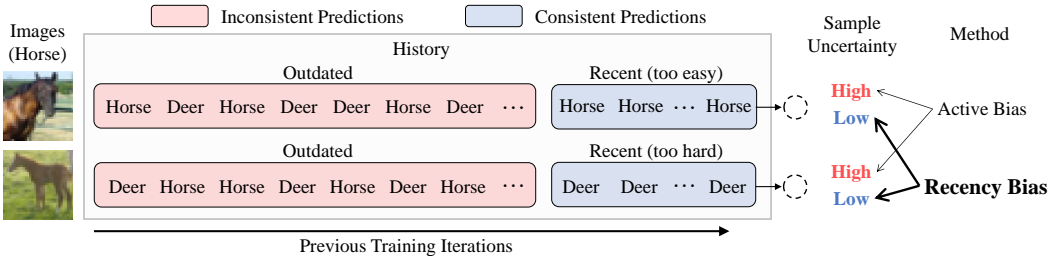 Inconsistent Predictions Consistent Predictions
Images
(Horse)
History
Sample
Uncertainty
Method
Outdated Recent (too easy)
Horse Deer Horse Deer Deer Horse Deer ··· Horse Horse ··· Horse
High
Low
Active Bias
Outdated Recent (too hard)
Deer Horse Horse Deer Horse Deer Horse ··· Deer Deer ··· Deer
High
Low
Recency Bias
Previous Training Iterations